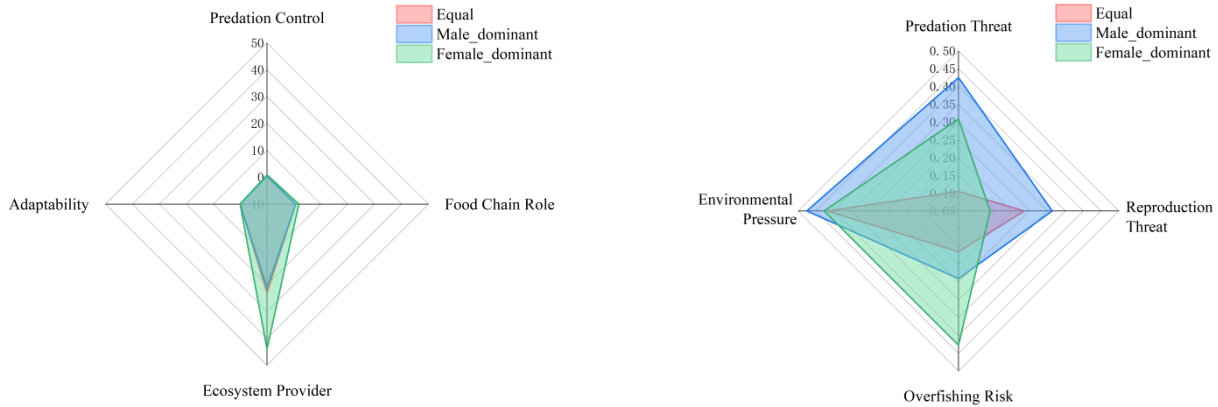 Predation Control
Equal
Male_dominant
Female_dominant
50
40
30
20
10
0
10
Adaptability
Food Chain Role
Ecosystem Provider
Predation Threat
Equal
Male_dominant
Female_dominant
0.50
0.45
0.40
0.35
0.30
0.25
0.20
0.15
0.10
0.05
Environmental
Pressure
Reproduction
Threat
Overfishing Risk